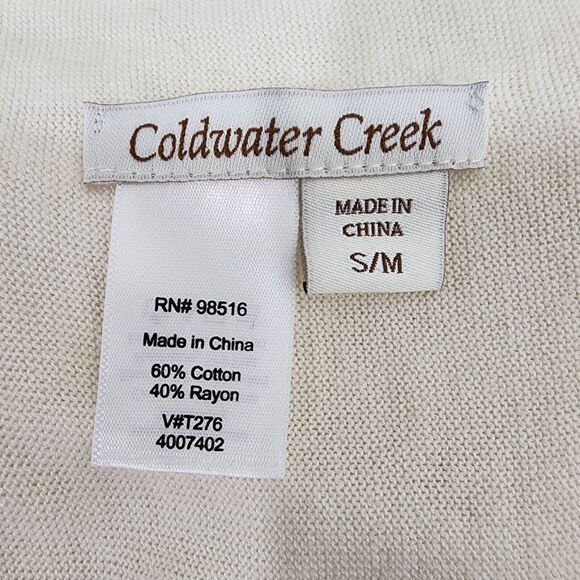 Coldwater Creek
MADE IN
CHINA
S/M
RN# 98516
Made in China
60% Cotton
40% Rayon
V#T276
4007402